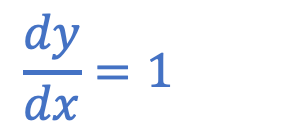 dy/dx = 1